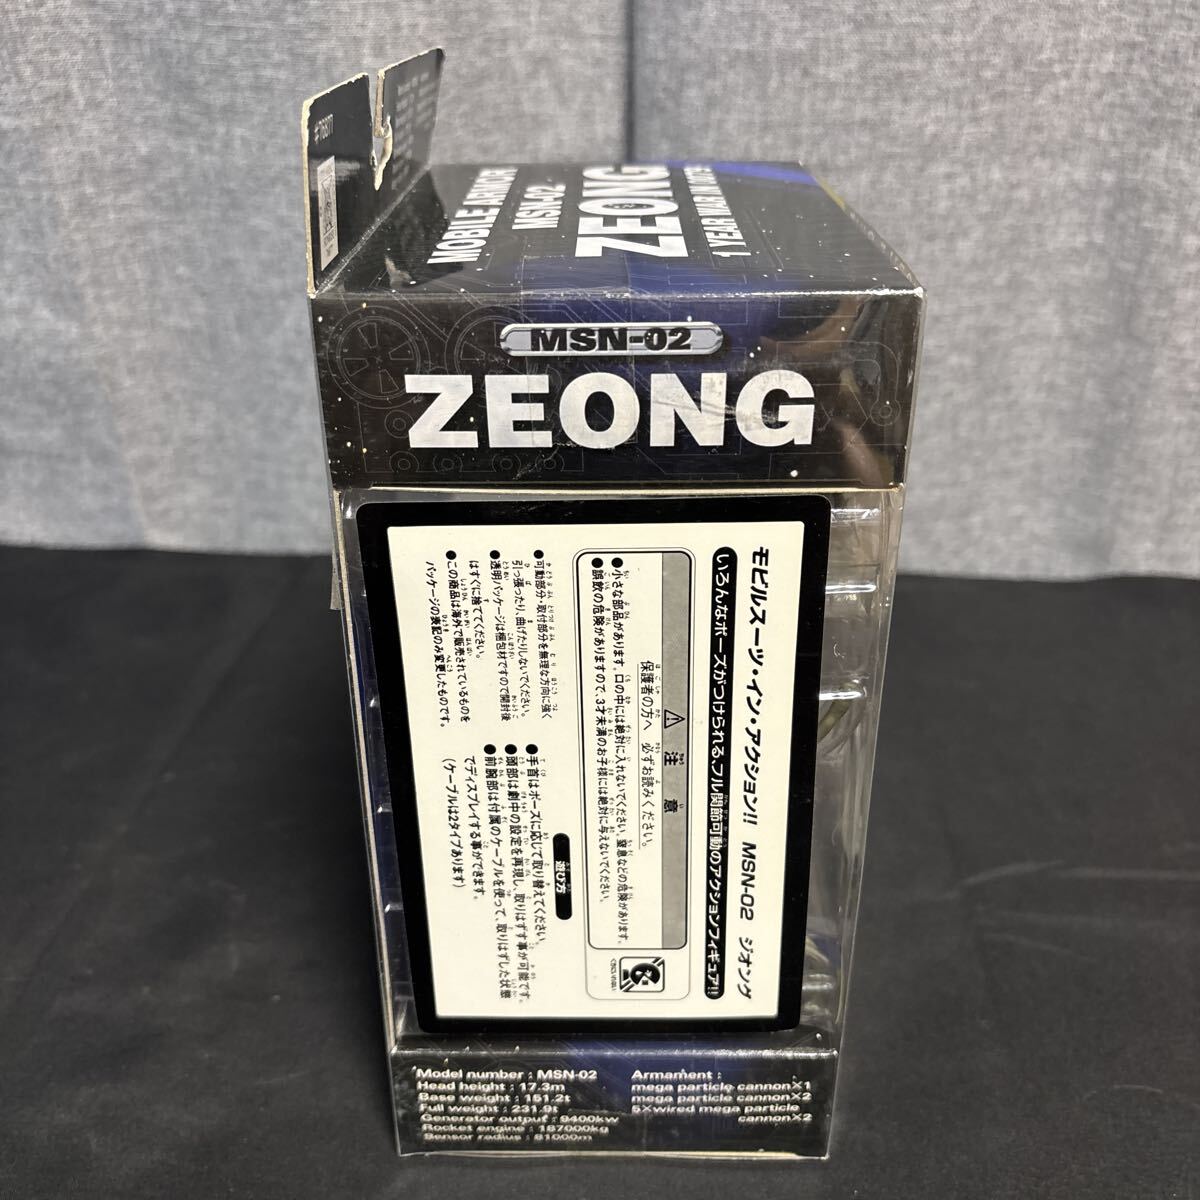 #76877
MOBILE ARMOR
MSN-02
ZEONG
1 YEAR WAR IN U.C.
MSN-02
ZEONG
モビルスーツ・イン・アクション!! MSN-02 ジオング
いろんなポーズがつけられる、フル関節可動のアクションフィギュア!!
⚠ 注意
保護者の方へ 必ずお読みください。
●小さな部品があります。口の中には絶対に入れないでください。窒息などの危険があります。
●誤飲の危険がありますので、3才未満のお子様には絶対に与えないでください。
●可動部分・取付部分を無理な方向に強く
引っ張ったり、曲げたりしないでください。
●透明パッケージは梱包材ですので開封後
はすぐに捨ててください。
●この商品は海外で販売されているものを
パッケージの表記のみ変更したものです。
遊び方
●手首はポーズに応じて取り替えてください。
●頭部は劇中の設定を再現し、取りはずす事が可能です。
●前腕部は付属のケーブルを使って、取りはずした状態
でディスプレイする事ができます。
(ケーブルは2タイプあります)
Model number : MSN-02
Head height : 17.3m
Base weight : 151.2t
Full weight : 231.9t
Generator output : 9400kw
Rocket engine : 187000kg
Sensor radius : 81000m
Armament :
mega particle cannon×1
mega particle cannon×2
5×wired mega particle
cannon×2